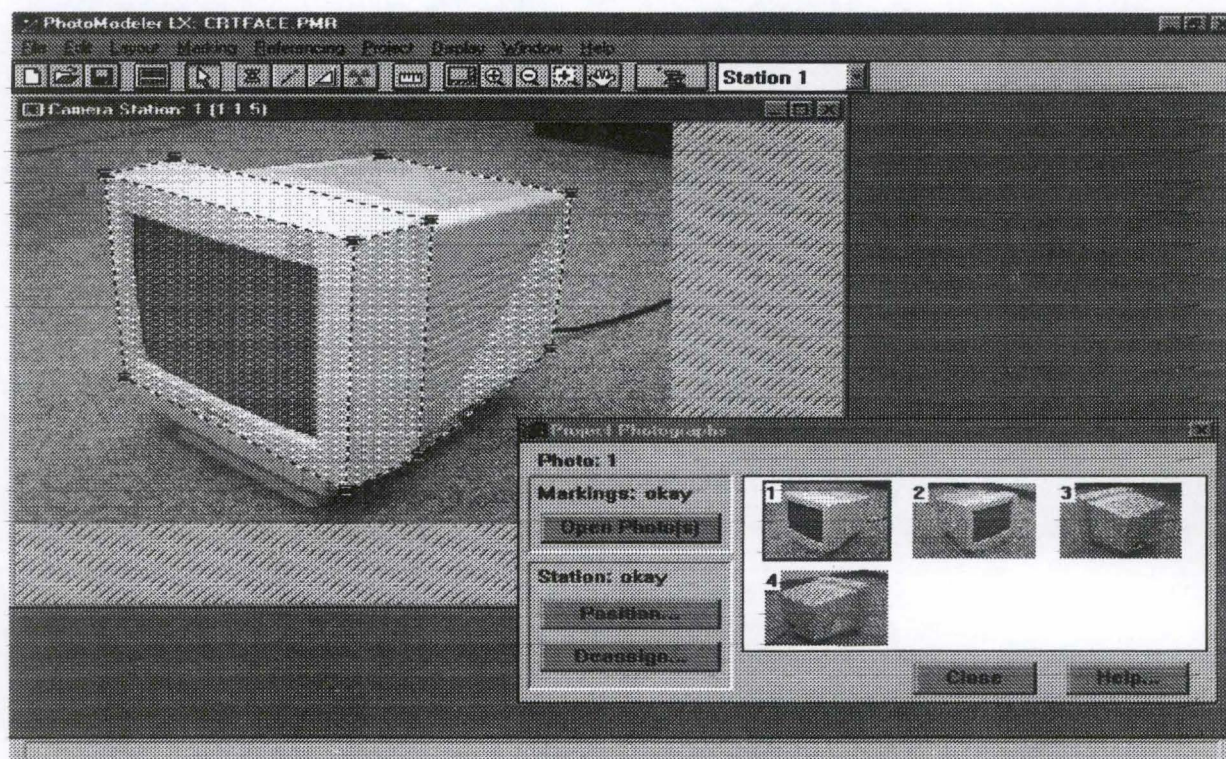 PhotoModeler LX: CRTFACE.PMR
File Edit Layout Marking Referencing Project Display Window Help
Station 1
Camera Station: 1 (f-1.5)
Project Photographs
Photo: 1
Markings: okay
Open Photo(s)
Station: okay
Position...
Deassign...
1 2 3
4
Close Help...